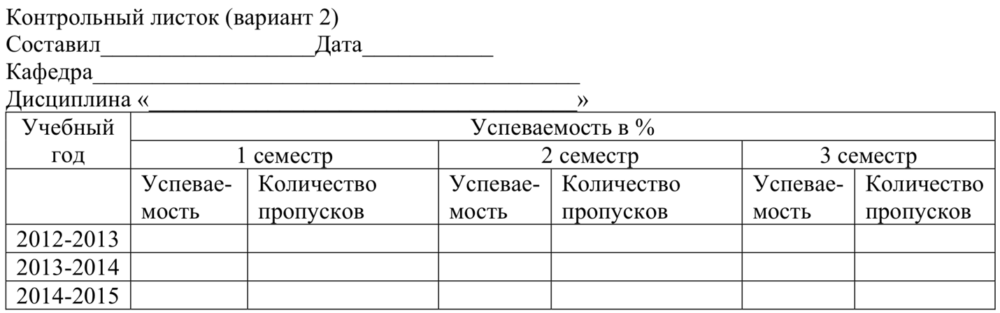 Контрольный листок (вариант 2)
Составил__________________Дата___________
Кафедра_________________________________________
Дисциплина «____________________________________»
Учебный год Успеваемость в %
1 семестр 2 семестр 3 семестр
Успевае- Количество Успевае- Количество Успевае- Количество
мость пропусков мость пропусков мость пропусков
2012-2013
2013-2014
2014-2015